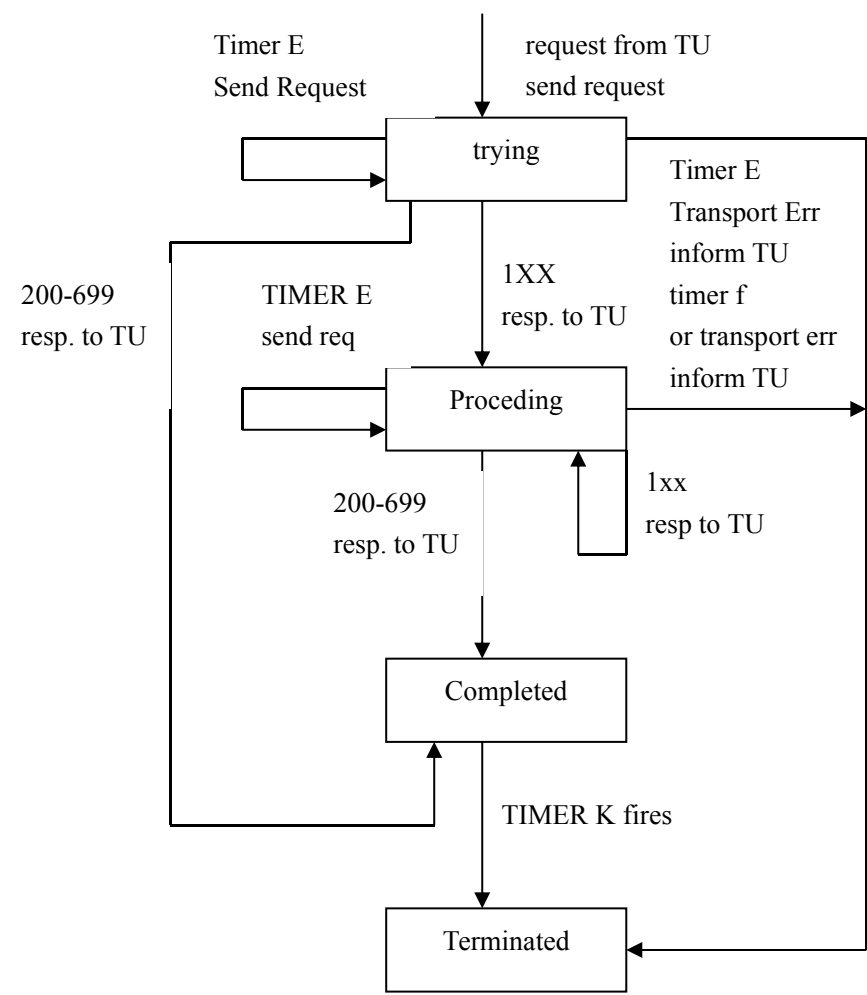 Timer E
Send Request
request from TU
send request
trying
Timer E
Transport Err
inform TU
timer f
or transport err
inform TU
200-699
resp. to TU
TIMER E
send req
1XX
resp. to TU
Proceding
200-699
resp. to TU
1xx
resp to TU
Completed
TIMER K fires
Terminated